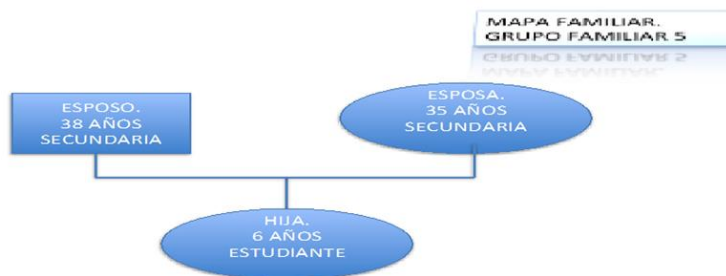 MAPA FAMILIAR.
GRUPO FAMILIAR 5
ESPOSO.
38 AÑOS
SECUNDARIA
ESPOSA.
35 AÑOS
SECUNDARIA
HIJA.
6 AÑOS
ESTUDIANTE